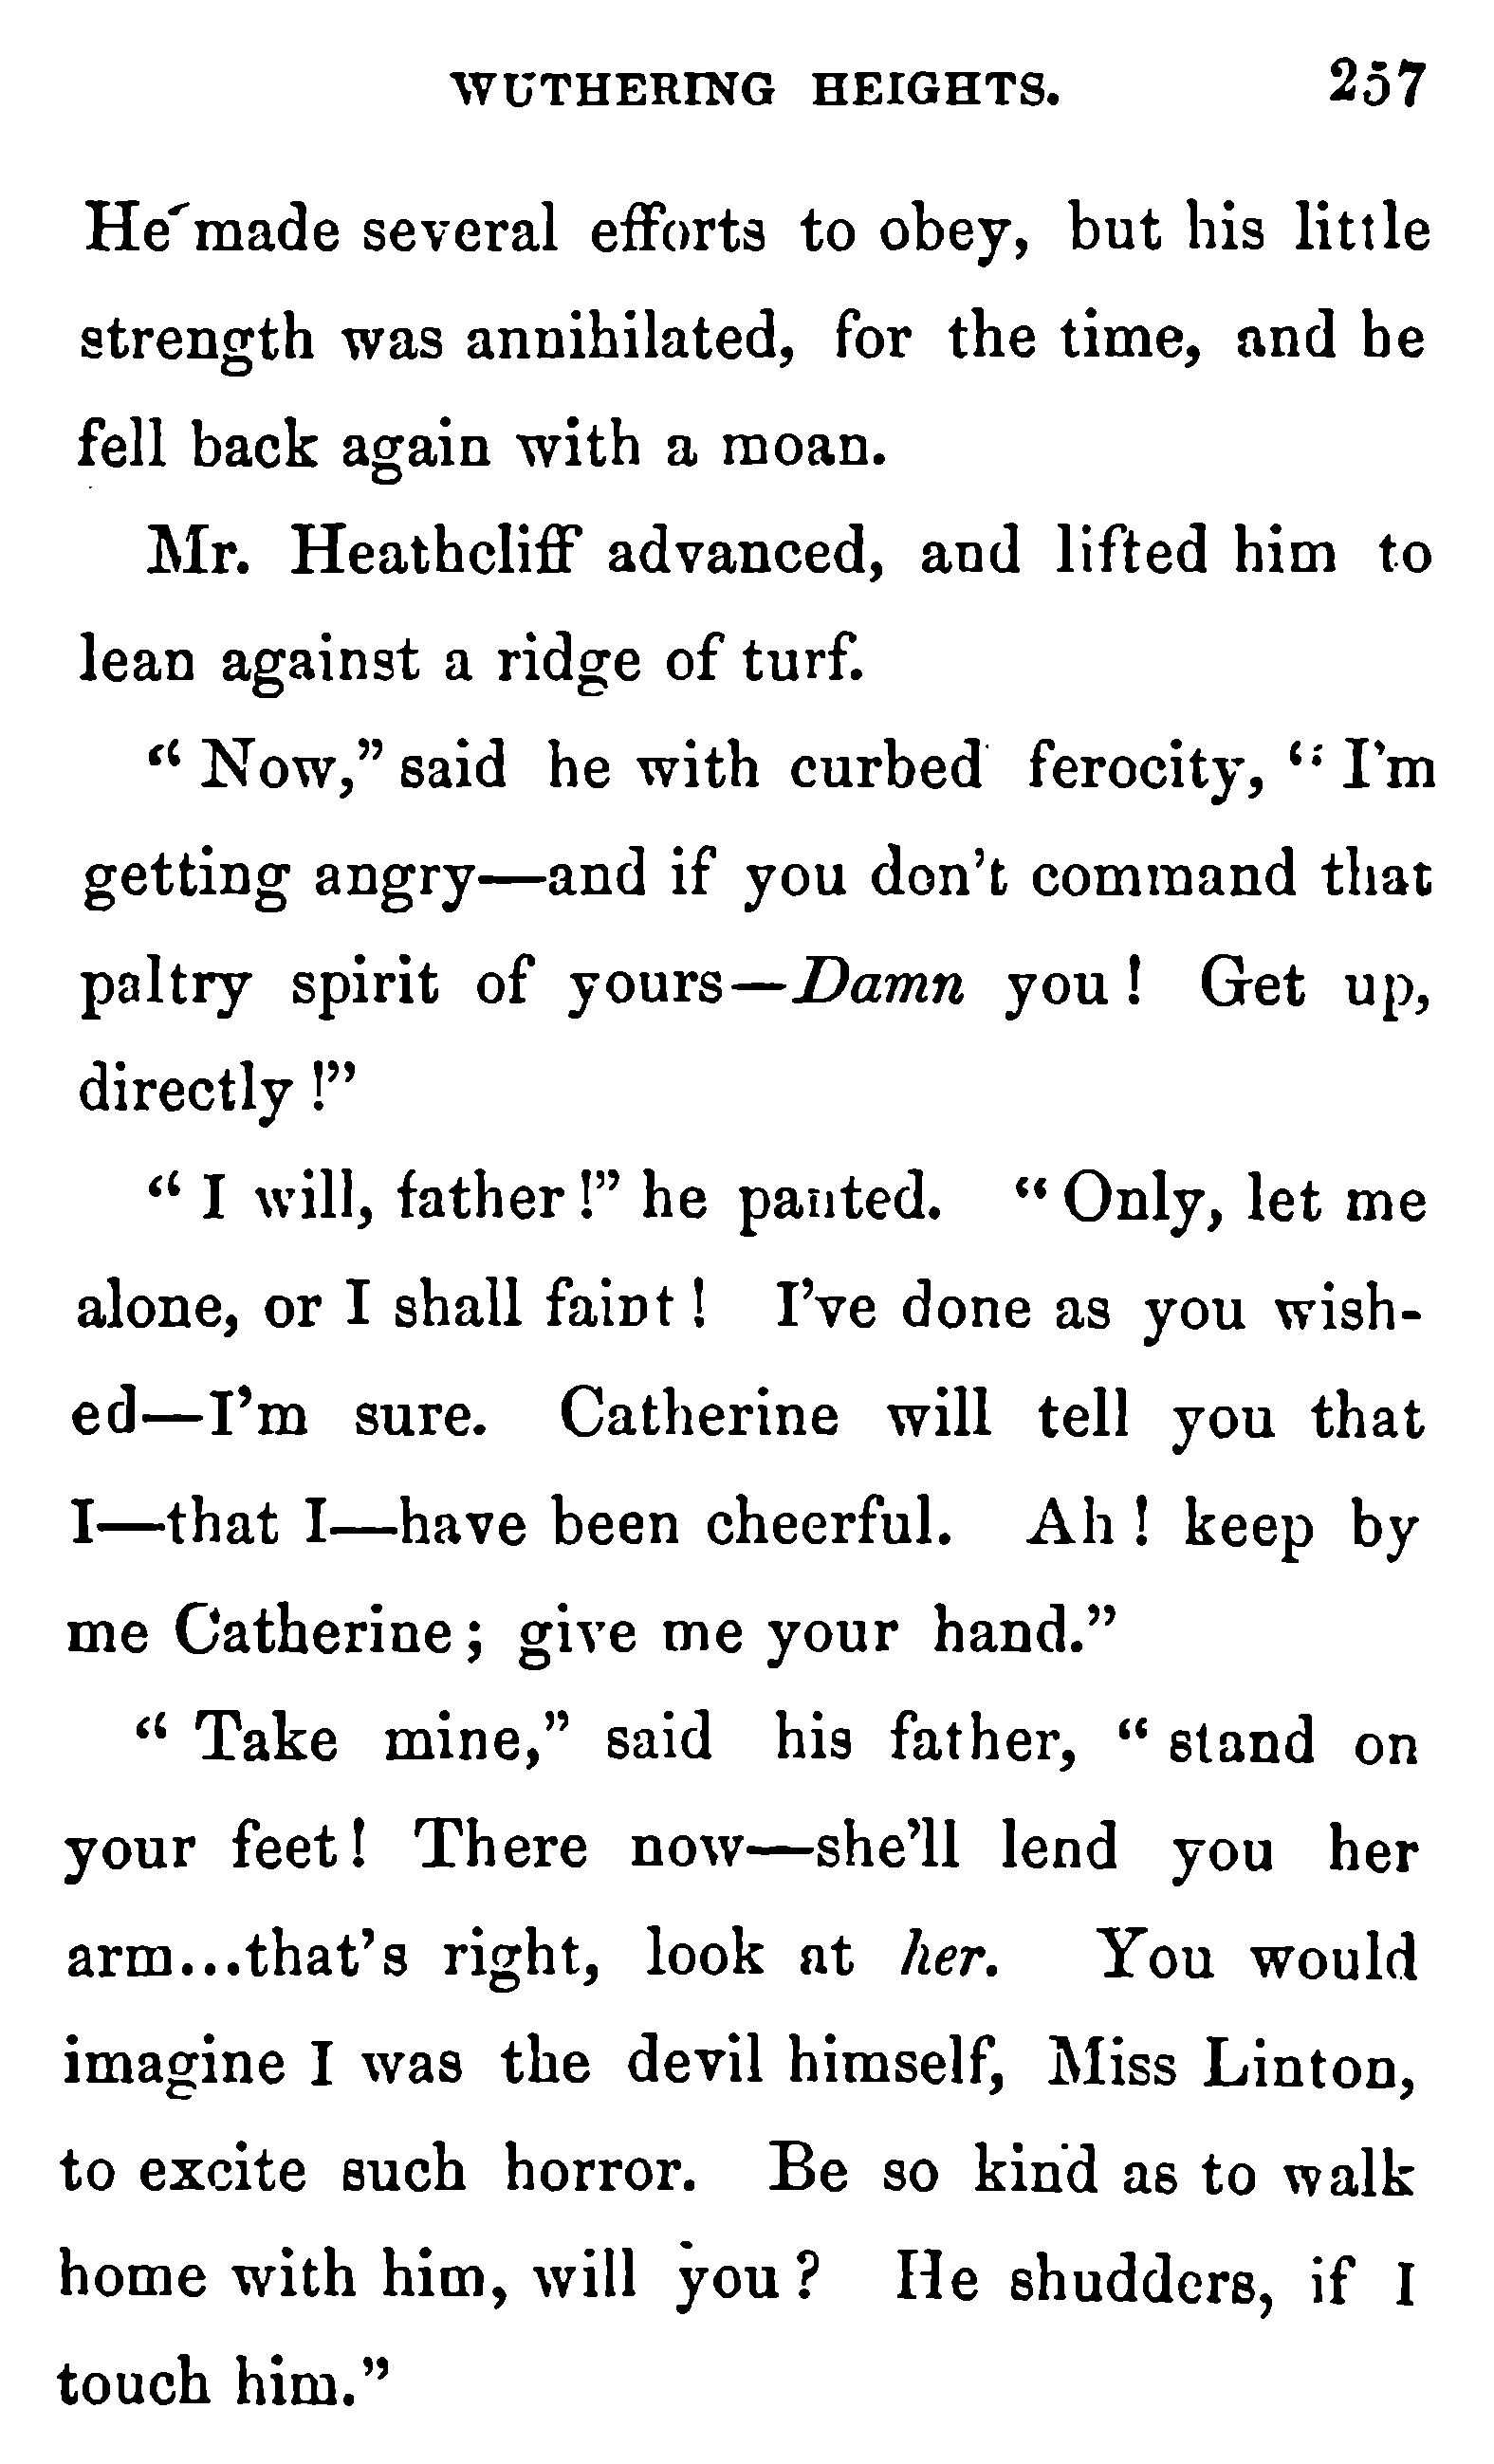 WUTHERING HEIGHTS. 257
He made several efforts to obey, but his little
strength was annihilated, for the time, and he
fell back again with a moan.
Mr. Heathcliff advanced, and lifted him to
lean against a ridge of turf.
“ Now,” said he with curbed ferocity, “ I'm
getting angry—and if you don't command that
paltry spirit of yours—Damn you ! Get up,
directly !”
“ I will, father !” he panted. “ Only, let me
alone, or I shall faint ! I've done as you wish-
ed—I'm sure. Catherine will tell you that
I—that I—have been cheerful. Ah ! keep by
me Catherine ; give me your hand.”
“ Take mine,” said his father, “ stand on
your feet ! There now—she'll lend you her
arm...that's right, look at her. You would
imagine I was the devil himself, Miss Linton,
to excite such horror. Be so kind as to walk
home with him, will you ? He shudders, if I
touch him.”